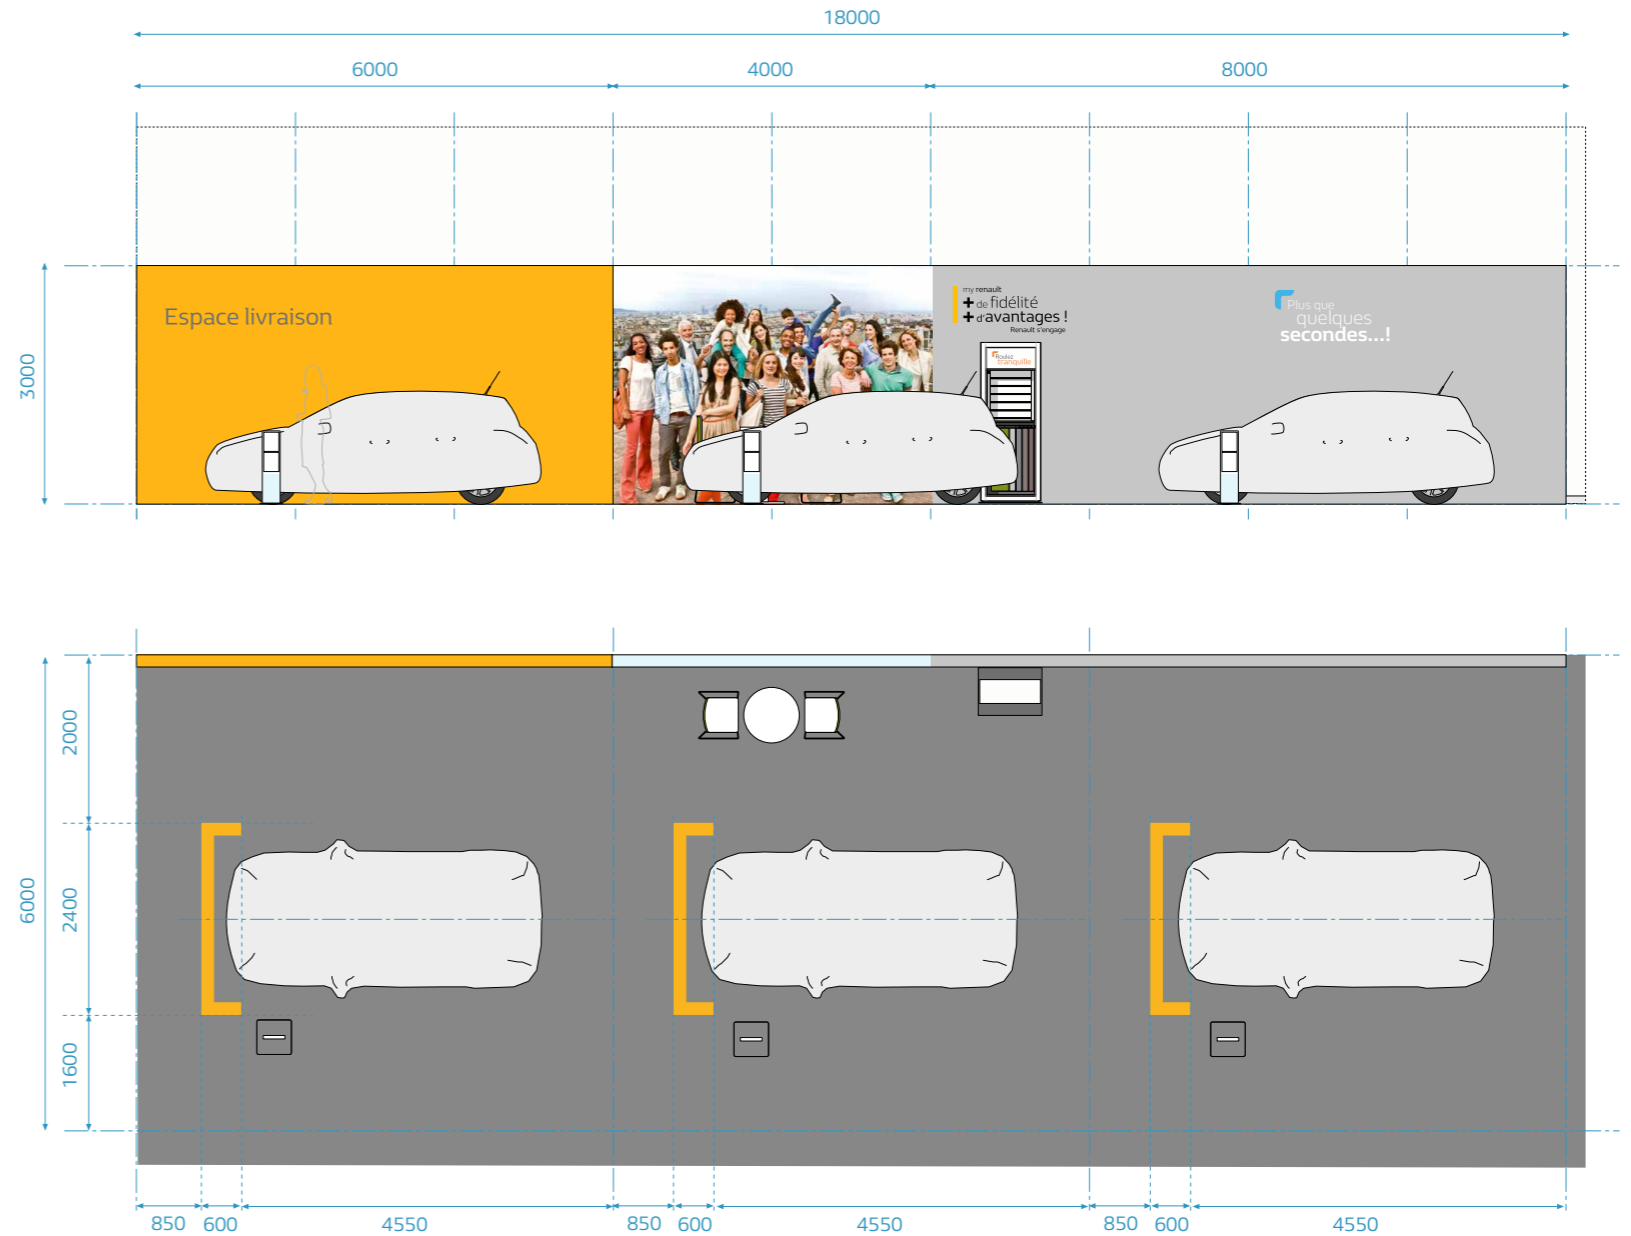 18000
6000
4000
8000
3000
Espace livraison
my renault
+ de fidélité
+ d'avantages !
Renault s'engage
Roulez
tranquille
Plus que
quelques
secondes...!
6000
2000
2400
1600
850
600
4550
850
600
4550
850
600
4550